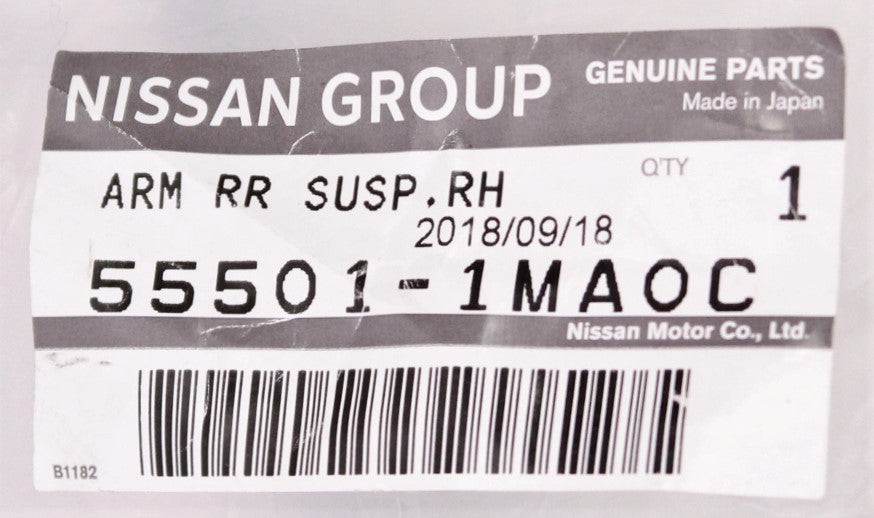 NISSAN GROUP
GENUINE PARTS
Made in Japan
Q'TY
ARM RR SUSP.RH
1
2018/09/18
55501-1MA0C
Nissan Motor Co., Ltd.
B1182